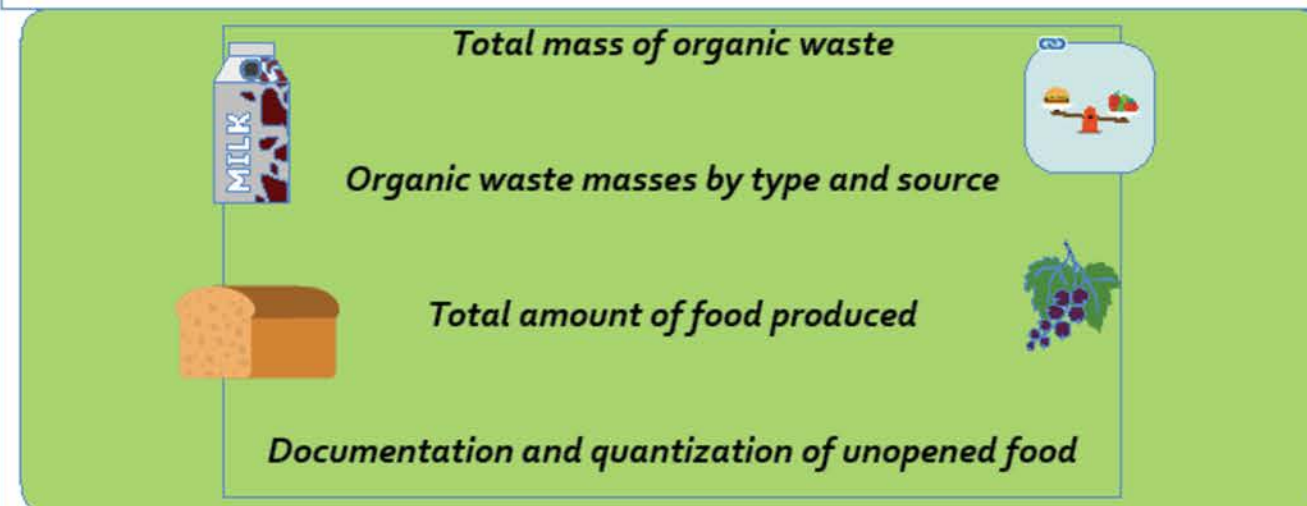 Total mass of organic waste
MILK
Organic waste masses by type and source
Total amount of food produced
Documentation and quantization of unopened food